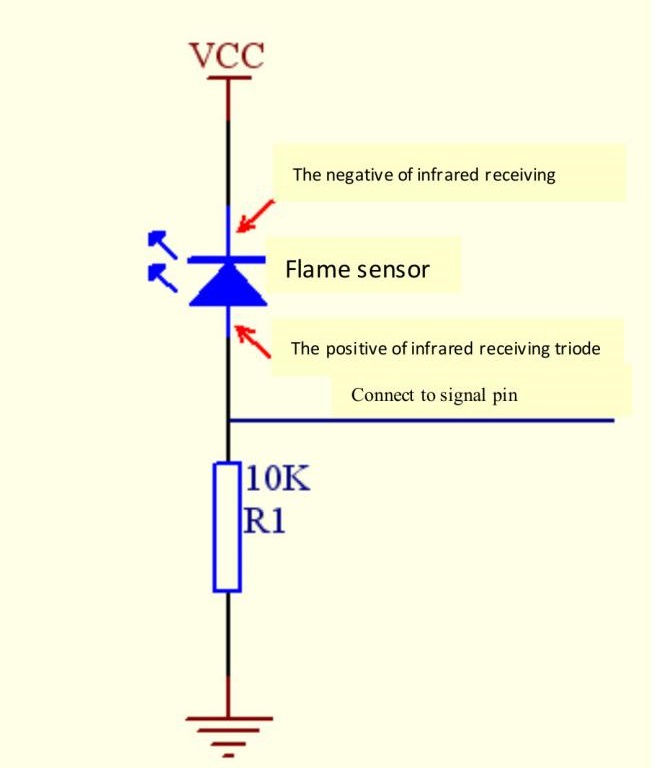 VCC
The negative of infrared receiving
Flame sensor
The positive of infrared receiving triode
Connect to signal pin
10K
R1